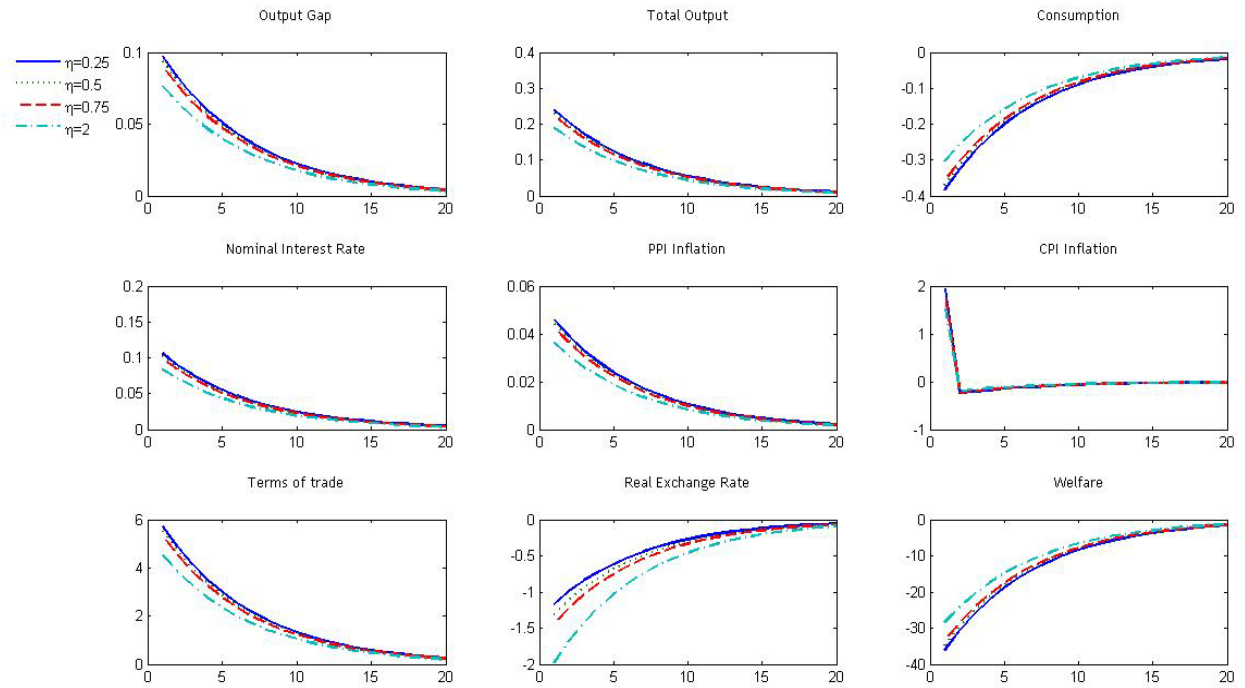 Output Gap
Total Output
Consumption
η=0.25
η=0.5
η=0.75
η=2
0.1
0.05
0
0 5 10 15 20
0.4
0.3
0.2
0.1
0
0 5 10 15 20
0
-0.1
-0.2
-0.3
-0.4
0 5 10 15 20
Nominal Interest Rate
PPI Inflation
CPI Inflation
0.2
0.15
0.1
0.05
0
0 5 10 15 20
0.06
0.04
0.02
0
0 5 10 15 20
2
1
0
-1
0 5 10 15 20
Terms of trade
Real Exchange Rate
Welfare
6
4
2
0
0 5 10 15 20
0
-0.5
-1
-1.5
-2
0 5 10 15 20
0
-10
-20
-30
-40
0 5 10 15 20